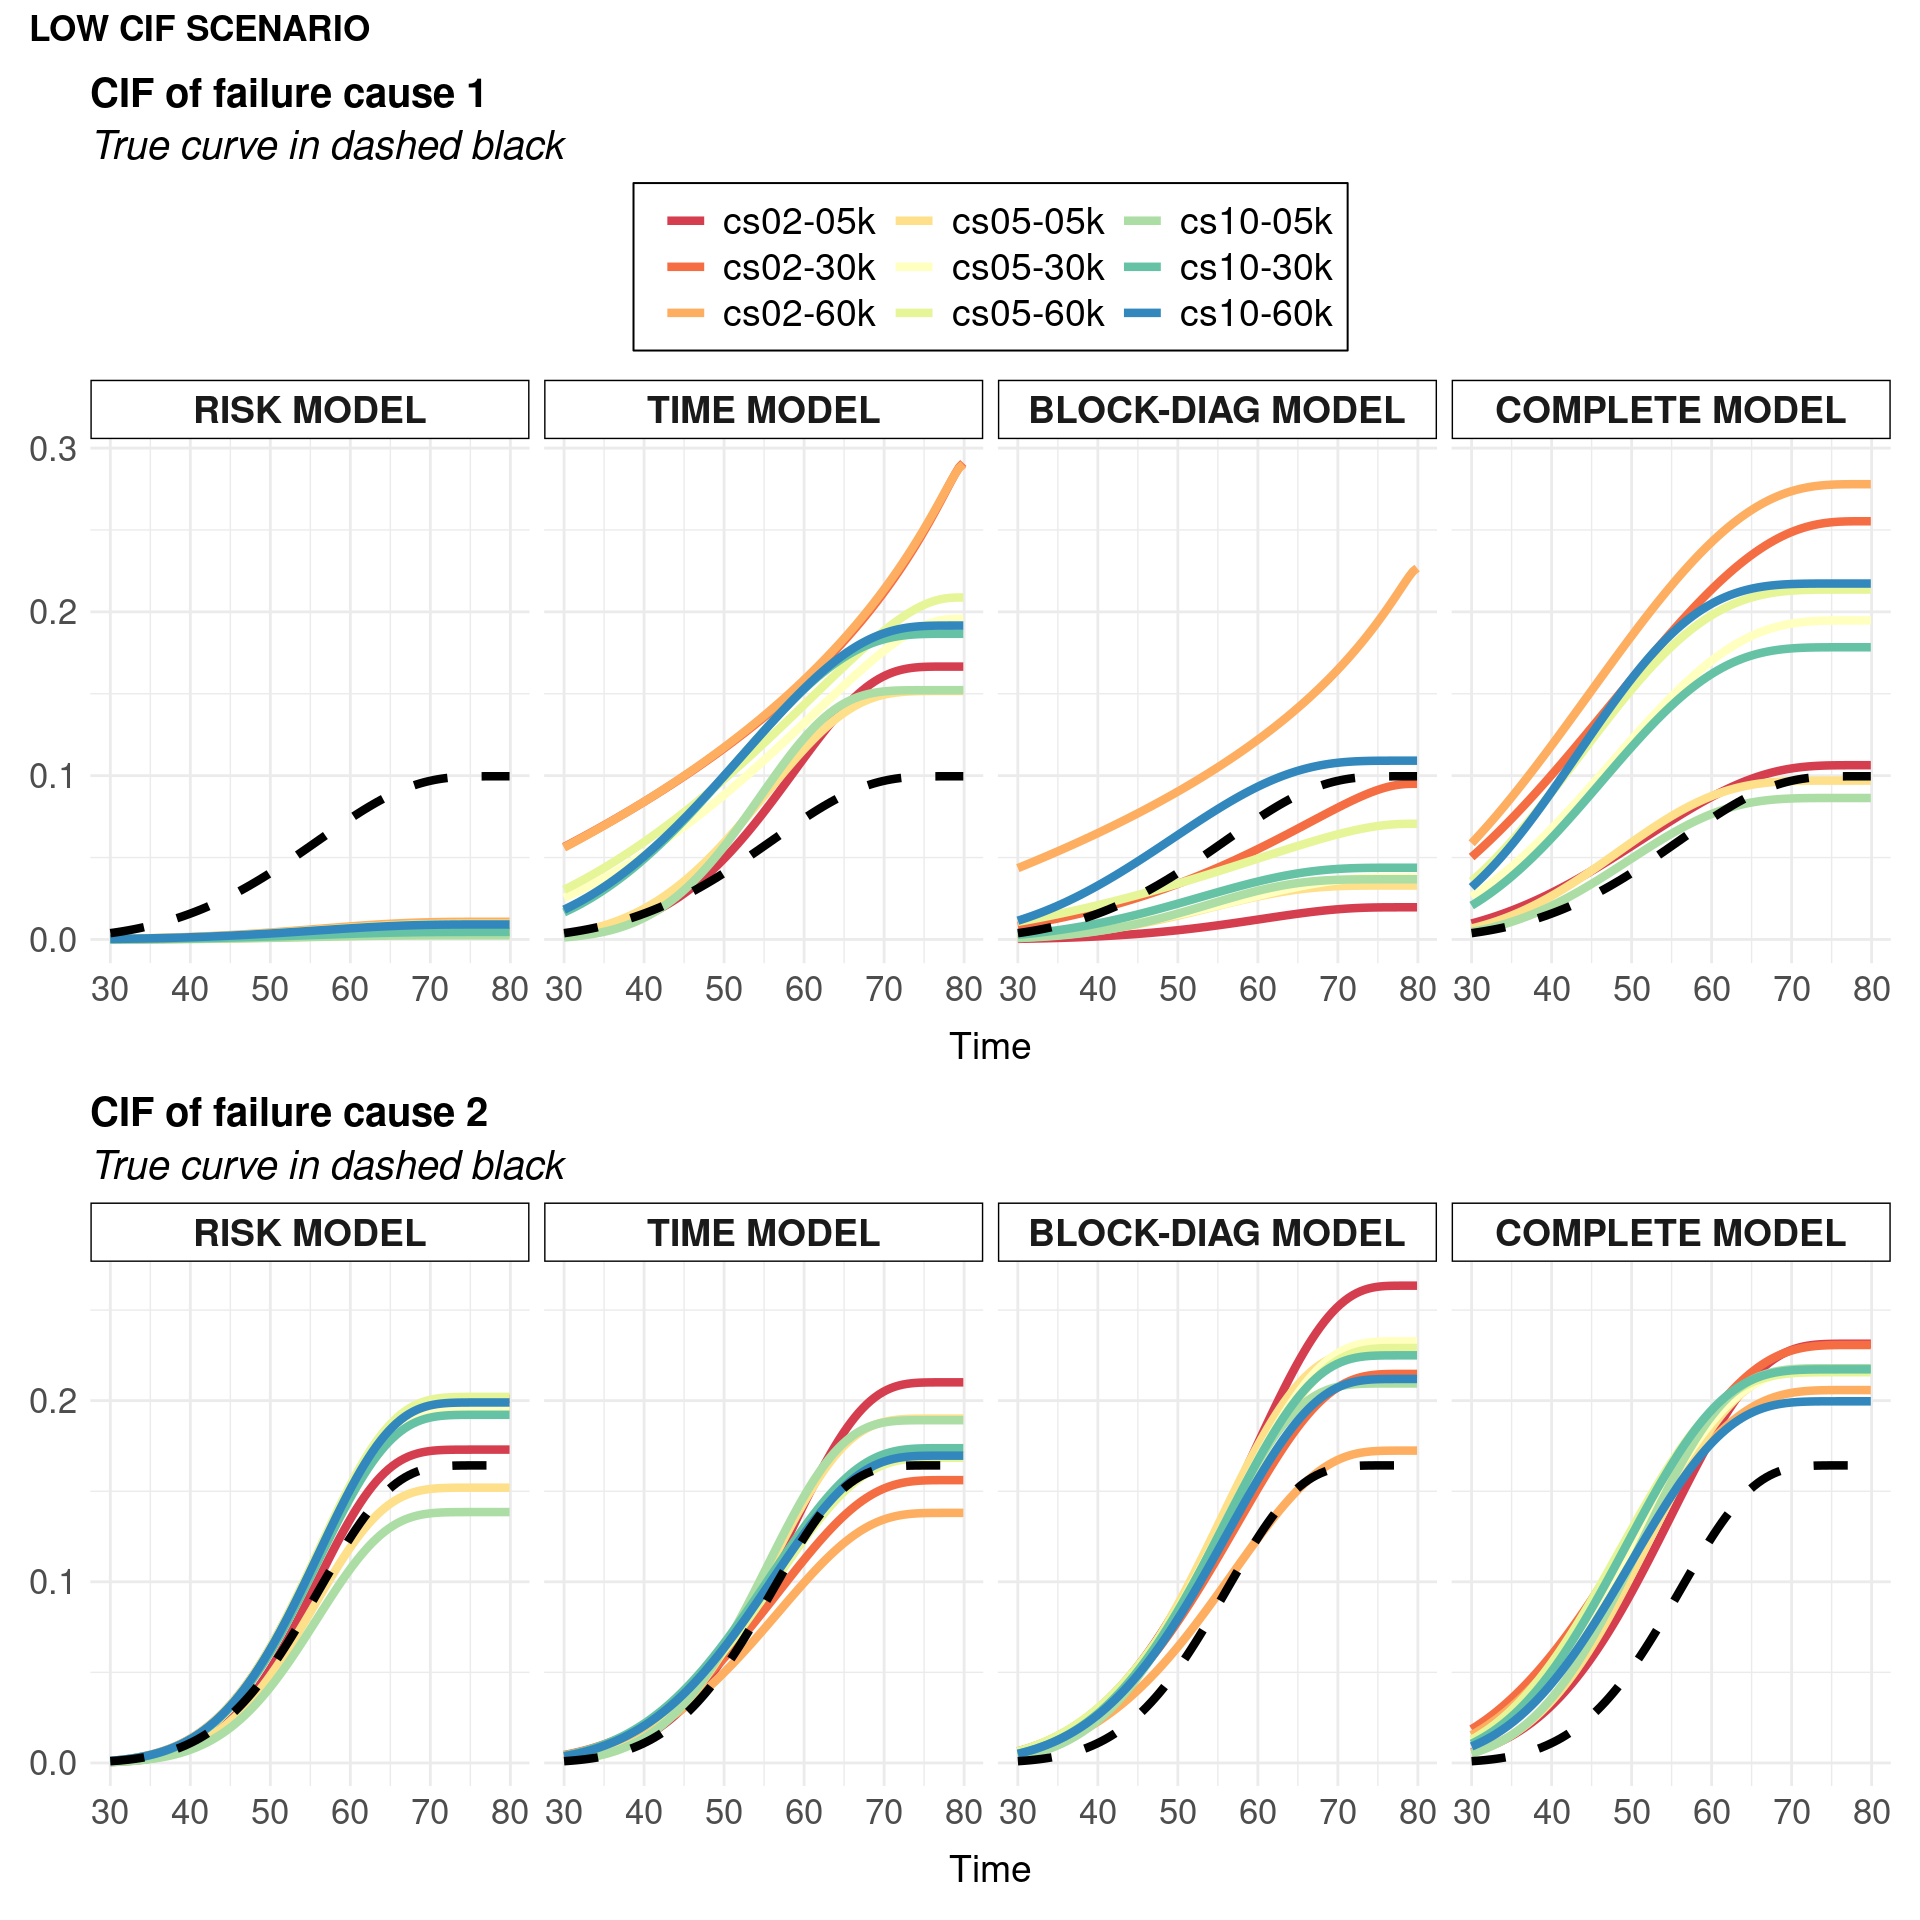 LOW CIF SCENARIO
CIF of failure cause 1
True curve in dashed black
cs02-05k cs05-05k cs10-05k
cs02-30k cs05-30k cs10-30k
cs02-60k cs05-60k cs10-60k
RISK MODEL TIME MODEL BLOCK-DIAG MODEL COMPLETE MODEL
0.3
0.2
0.1
0.0
30 40 50 60 70 80 30 40 50 60 70 80 30 40 50 60 70 80 30 40 50 60 70 80
Time
CIF of failure cause 2
True curve in dashed black
RISK MODEL TIME MODEL BLOCK-DIAG MODEL COMPLETE MODEL
0.2
0.1
0.0
30 40 50 60 70 80 30 40 50 60 70 80 30 40 50 60 70 80 30 40 50 60 70 80
Time